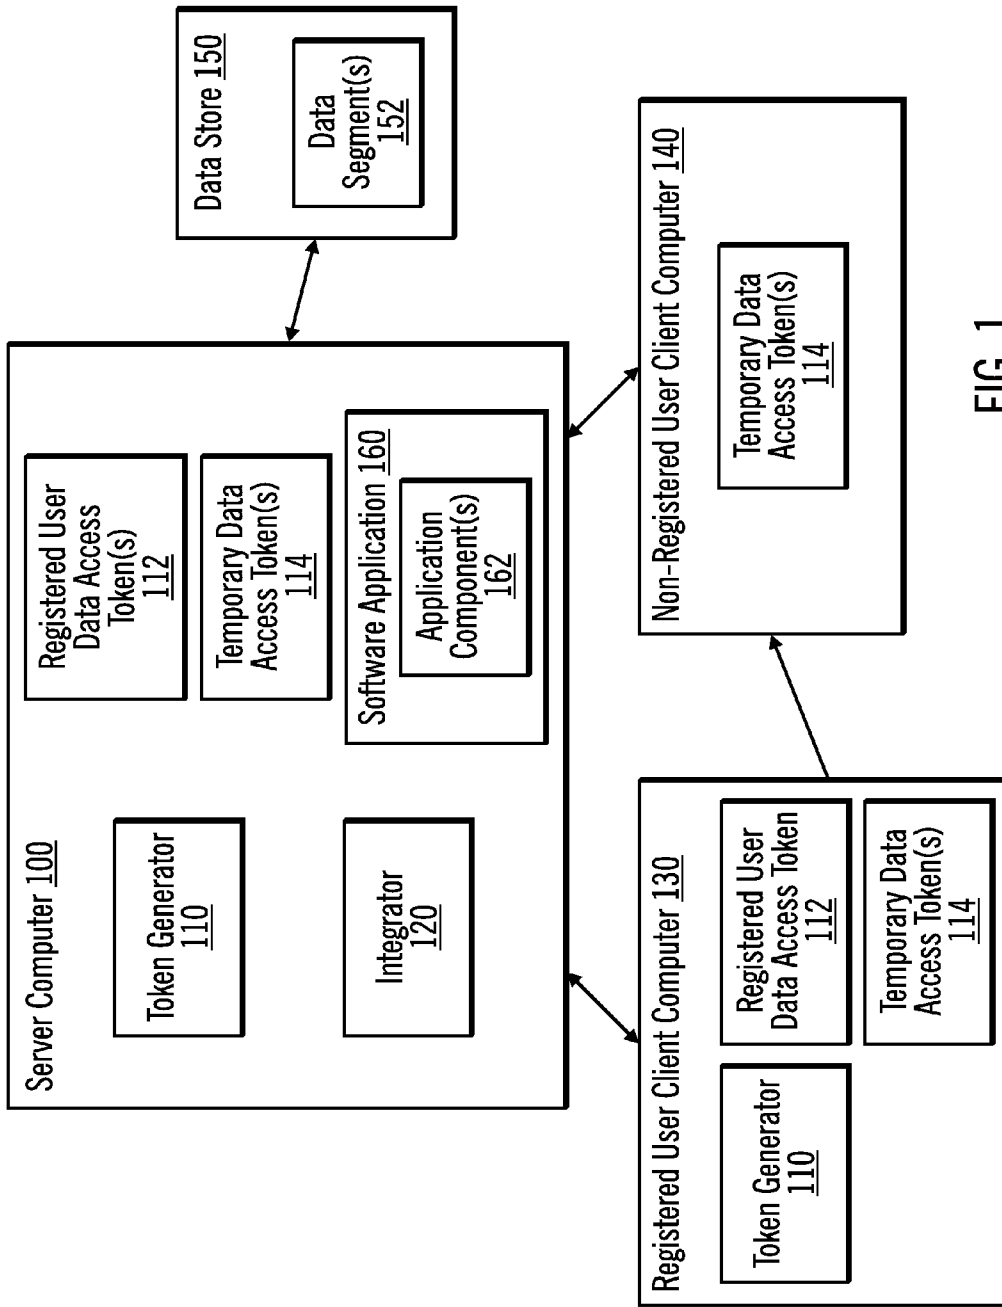 Server Computer 100
Token Generator
110
Integrator
120
Registered User
Data Access
Token(s)
112
Temporary Data
Access Token(s)
114
Software Application 160
Application
Component(s)
162
Data Store 150
Data
Segment(s)
152
Registered User Client Computer 130
Token Generator
110
Registered User
Data Access Token
112
Temporary Data
Access Token(s)
114
Non-Registered User Client Computer 140
Temporary Data
Access Token(s)
114
FIG. 1